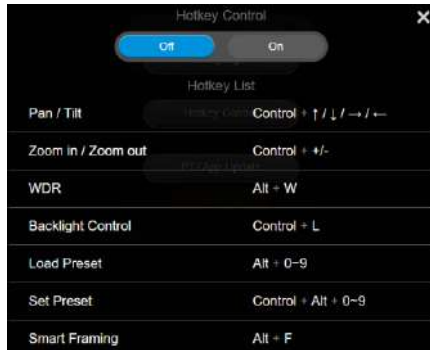 Hotkey Control
Off On
Hotkey List
Pan / Tilt Control + ↑ / ↓ / → / ←
Zoom in / Zoom out Control + +/-
WDR Alt + W
Backlight Control Control + L
Load Preset Alt + 0~9
Set Preset Control + Alt + 0~9
Smart Framing Alt + F